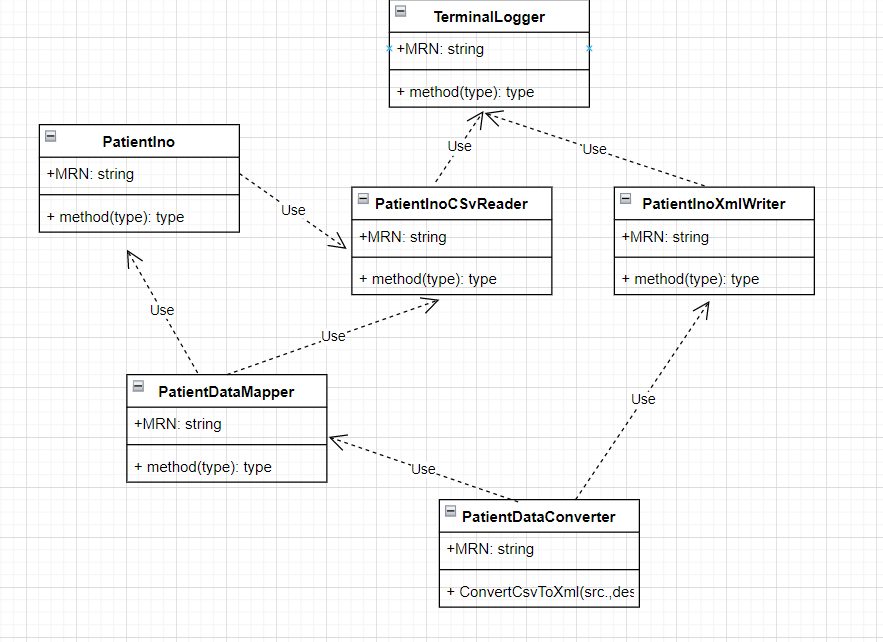 TerminalLogger
+MRN: string
+ method(type): type
Use
Use
PatientIno
+MRN: string
+ method(type): type
Use
PatientInoCSvReader
+MRN: string
+ method(type): type
PatientInoXmlWriter
+MRN: string
+ method(type): type
Use
Use
PatientDataMapper
+MRN: string
+ method(type): type
Use
Use
PatientDataConverter
+MRN: string
+ ConvertCsvToXml(src.,des